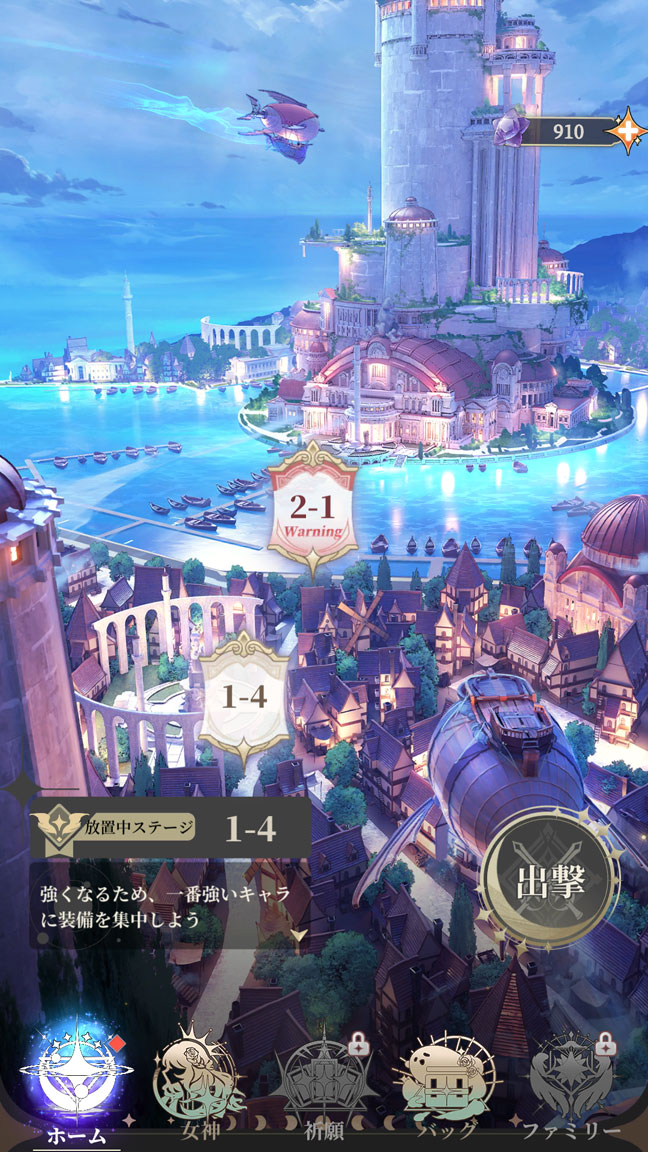 910
2-1
Warning
1-4
放置中ステージ
1-4
強くなるため、一番強いキャラ
に装備を集中しよう
出撃
ホーム
女神
祈願
バッグ
ファミリー